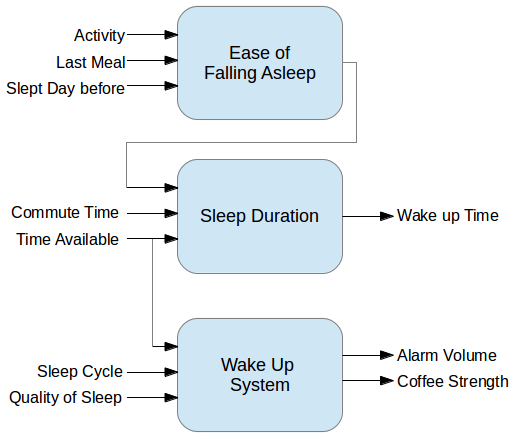 Activity
Last Meal
Slept Day before
Ease of
Falling Asleep
Commute Time
Time Available
Sleep Duration
Wake up Time
Sleep Cycle
Quality of Sleep
Wake Up
System
Alarm Volume
Coffee Strength